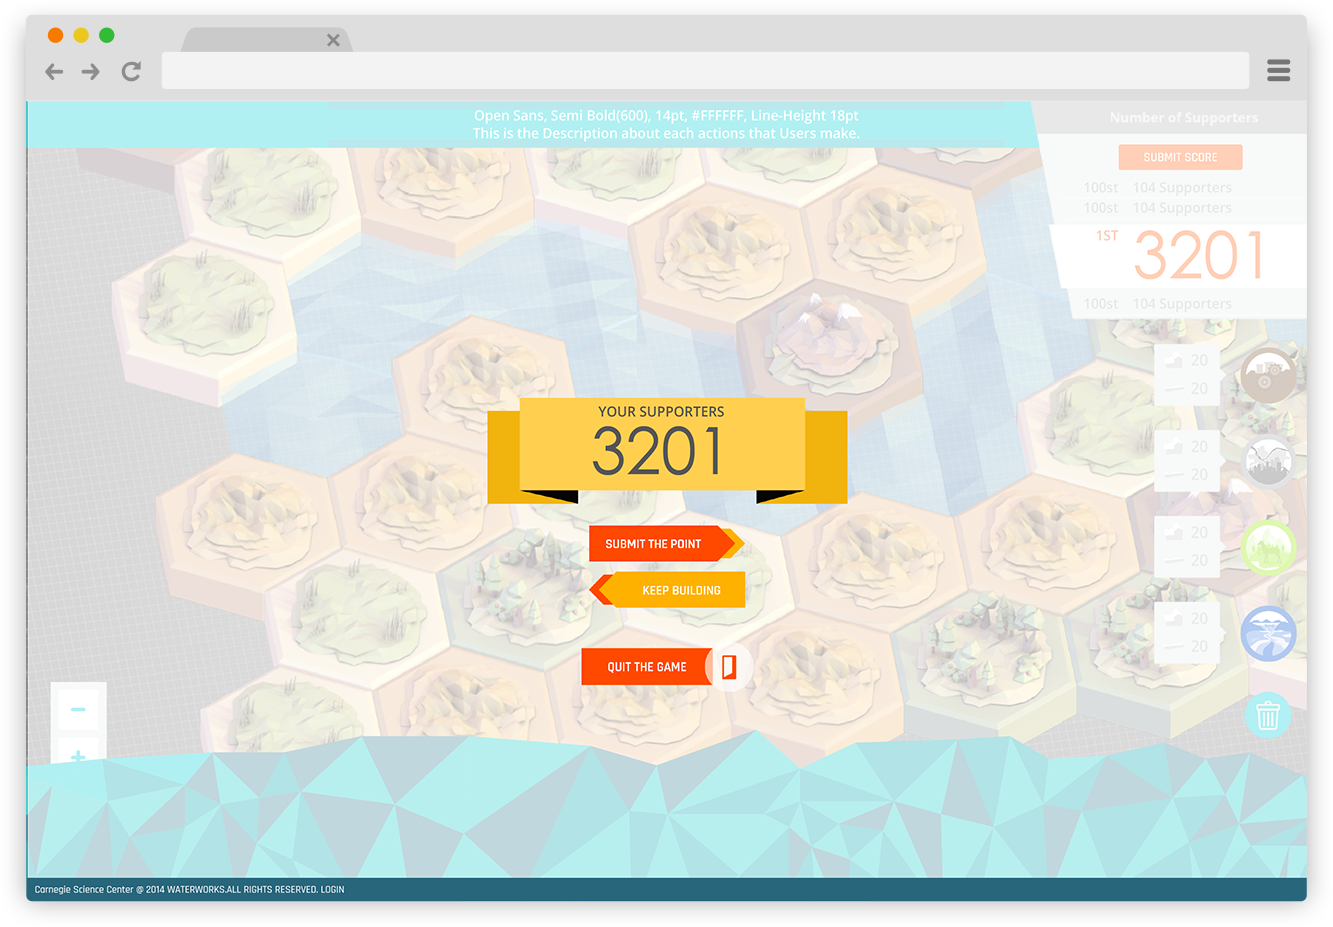 Open Sans, Semi Bold(600), 14pt, #FFFFFF, Line-Height 18pt
This is the Description about each actions that Users make.
Number of Supporters
SUBMIT SCORE
100st 104 Supporters
100st 104 Supporters
1ST 3201
100st 104 Supporters
20
20
YOUR SUPPORTERS
3201
20
20
SUBMIT THE POINT
20
20
KEEP BUILDING
20
20
QUIT THE GAME
Carnegie Science Center @ 2014 WATERWORKS.ALL RIGHTS RESERVED. LOGIN